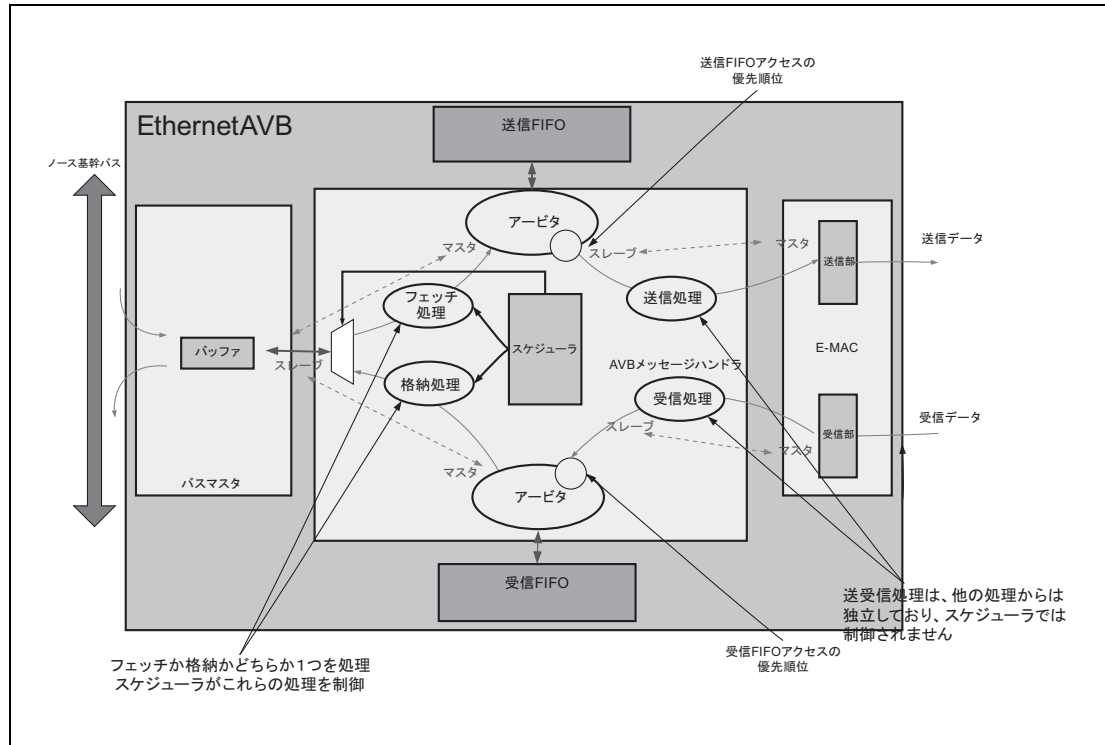 送信FIFOアクセスの
優先順位
EthernetAVB
送信FIFO
ノース基幹バス
アービタ
マスタ
スレーブ
マスタ
送信データ
送信部
フェッチ
処理
送信処理
スケジューラ
E-MAC
バッファ
スレーブ
AVBメッセージハンドラ
格納処理
受信処理
受信データ
スレーブ
受信部
マスタ
マスタ
バスマスタ
アービタ
受信FIFO
送受信処理は、他の処理からは
独立しており、スケジューラでは
制御されません
受信FIFOアクセスの
優先順位
フェッチか格納かどちらか1つを処理
スケジューラがこれらの処理を制御